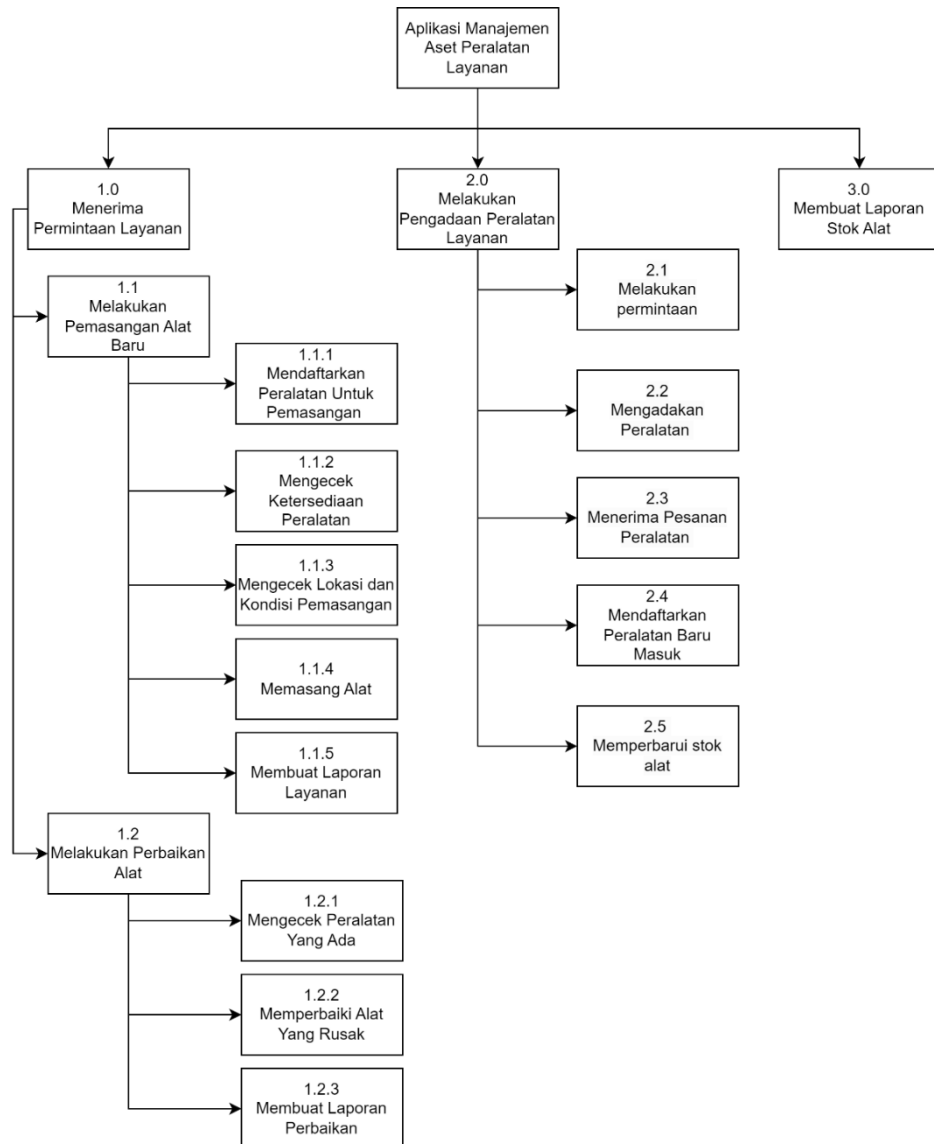 Aplikasi Manajemen
Aset Peralatan
Layanan
1.0
Menerima
Permintaan Layanan
2.0
Melakukan
Pengadaan Peralatan
Layanan
3.0
Membuat Laporan
Stok Alat
1.1
Melakukan
Pemasangan Alat
Baru
1.1.1
Mendaftarkan
Peralatan Untuk
Pemasangan
1.1.2
Mengecek
Ketersediaan
Peralatan
1.1.3
Mengecek Lokasi dan
Kondisi Pemasangan
1.1.4
Memasang Alat
1.1.5
Membuat Laporan
Layanan
1.2
Melakukan Perbaikan
Alat
1.2.1
Mengecek Peralatan
Yang Ada
1.2.2
Memperbaiki Alat
Yang Rusak
1.2.3
Membuat Laporan
Perbaikan
2.1
Melakukan
permintaan
2.2
Mengadakan
Peralatan
2.3
Menerima Pesanan
Peralatan
2.4
Mendaftarkan
Peralatan Baru
Masuk
2.5
Memperbarui stok
alat